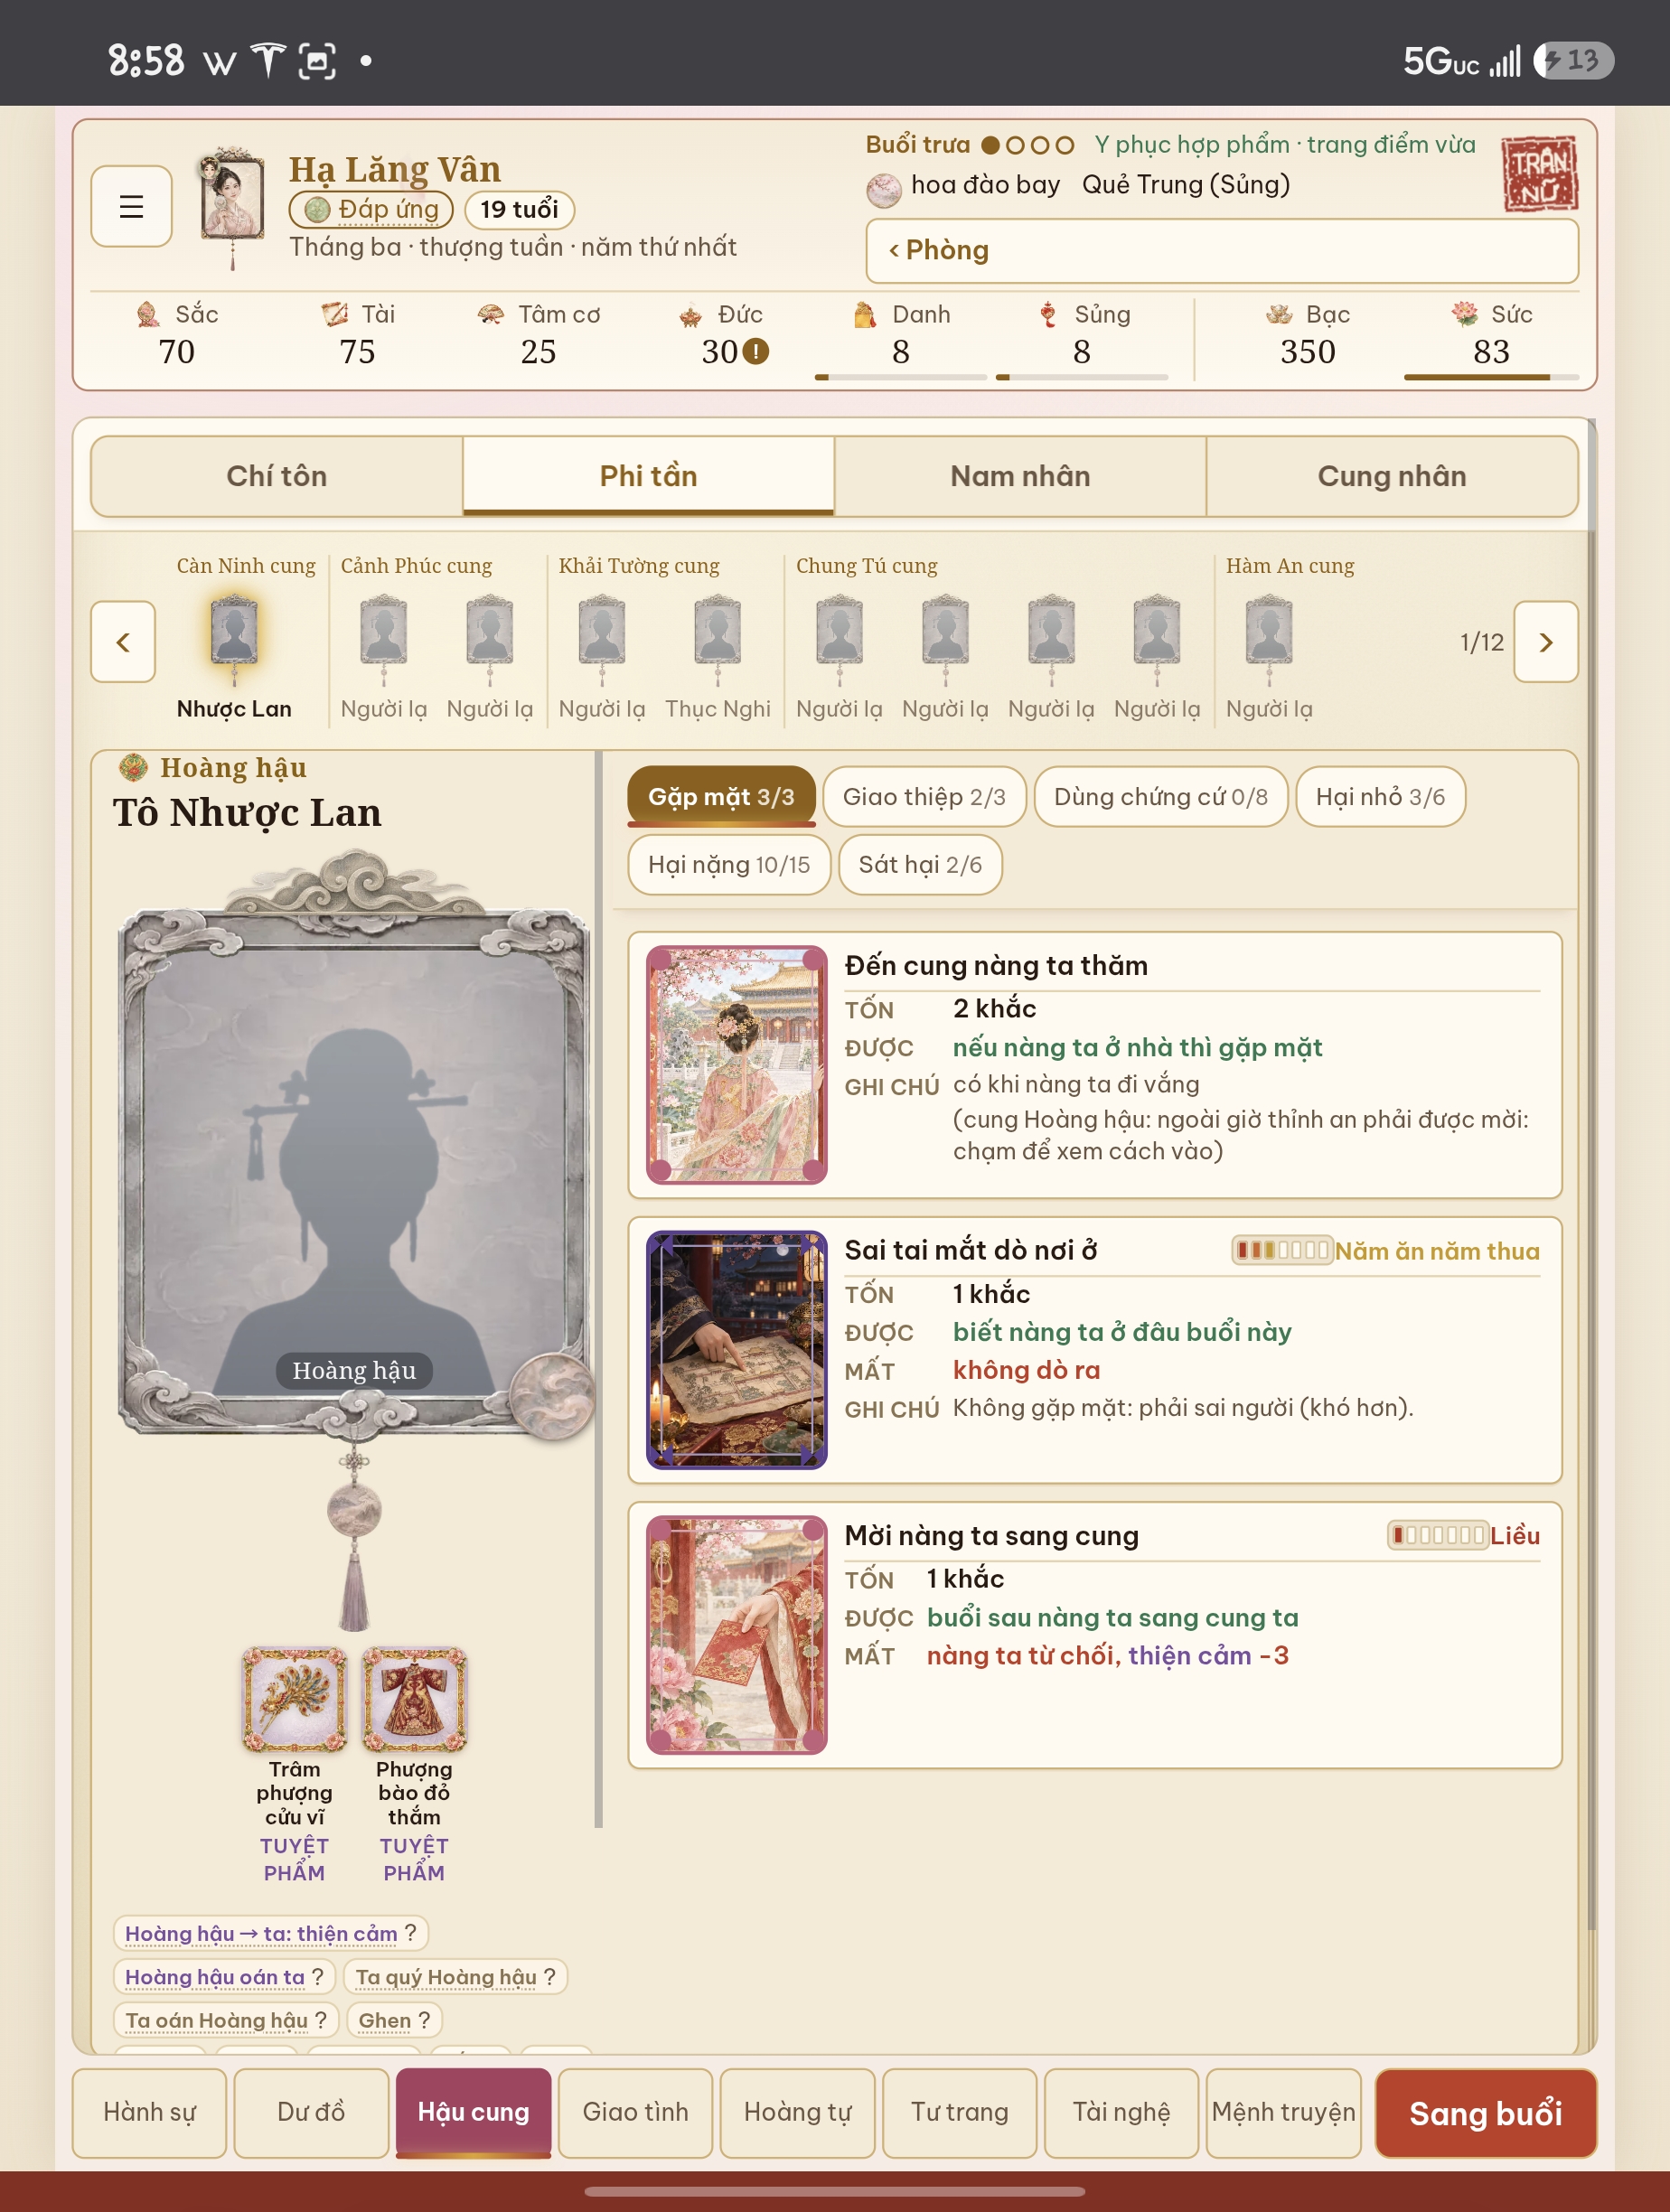 8:58
5G UC
13
Hạ Lăng Vân
Đáp ứng
19 tuổi
Tháng ba · thượng tuần · năm thứ nhất
Buổi trưa
Y phục hợp phẩm · trang điểm vừa
hoa đào bay
Quẻ Trung (Sủng)
TRÂN NỮ
‹ Phòng
Sắc
Tài
Tâm cơ
Đức
Danh
Sủng
Bạc
Sức
70
75
25
30 !
8
8
350
83
Chí tôn
Phi tần
Nam nhân
Cung nhân
Càn Ninh cung
Cảnh Phúc cung
Khải Tường cung
Chung Tú cung
Hàm An cung
‹
1/12
›
Nhược Lan
Người lạ
Người lạ
Người lạ
Thục Nghi
Người lạ
Người lạ
Người lạ
Người lạ
Người lạ
Hoàng hậu
Tô Nhược Lan
Hoàng hậu
Trâm phượng cửu vĩ
TUYỆT PHẨM
Phượng bào đỏ thắm
TUYỆT PHẨM
Hoàng hậu → ta: thiện cảm ?
Hoàng hậu oán ta ?
Ta quý Hoàng hậu ?
Ta oán Hoàng hậu ?
Ghen ?
Gặp mặt 3/3
Giao thiệp 2/3
Dùng chứng cứ 0/8
Hại nhỏ 3/6
Hại nặng 10/15
Sát hại 2/6
Đến cung nàng ta thăm
TỐN 2 khắc
ĐƯỢC nếu nàng ta ở nhà thì gặp mặt
GHI CHÚ có khi nàng ta đi vắng
(cung Hoàng hậu: ngoài giờ thỉnh an phải được mời:
chạm để xem cách vào)
Sai tai mắt dò nơi ở
Năm ăn năm thua
TỐN 1 khắc
ĐƯỢC biết nàng ta ở đâu buổi này
MẤT không dò ra
GHI CHÚ Không gặp mặt: phải sai người (khó hơn).
Mời nàng ta sang cung
Liều
TỐN 1 khắc
ĐƯỢC buổi sau nàng ta sang cung ta
MẤT nàng ta từ chối, thiện cảm -3
Hành sự
Dư đồ
Hậu cung
Giao tình
Hoàng tự
Tư trang
Tài nghệ
Mệnh truyện
Sang buổi